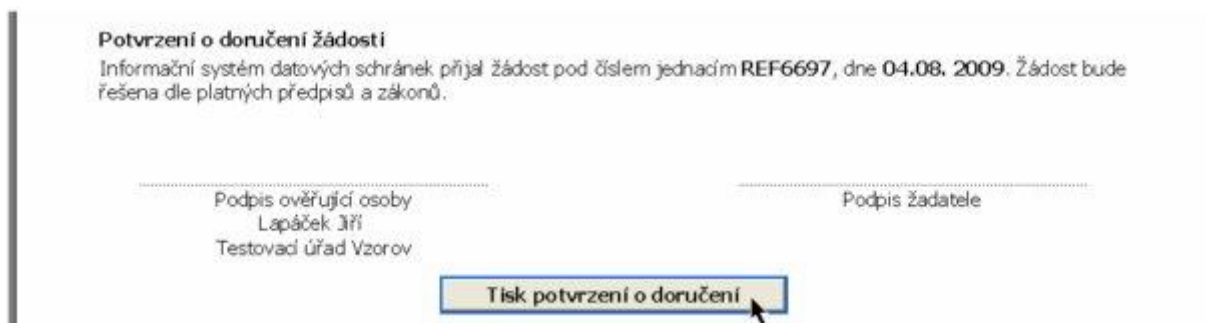 Potvrzení o doručení žádosti
Informační systém datových schránek přijal žádost pod číslem jednacím REF6697, dne 04.08. 2009. Žádost bude
řešena dle platných předpisů a zákonů.
Podpis ověřující osoby
Podpis žadatele
Lapáček Jiří
Testovací úřad Vzorov
Tisk potvrzení o doručení